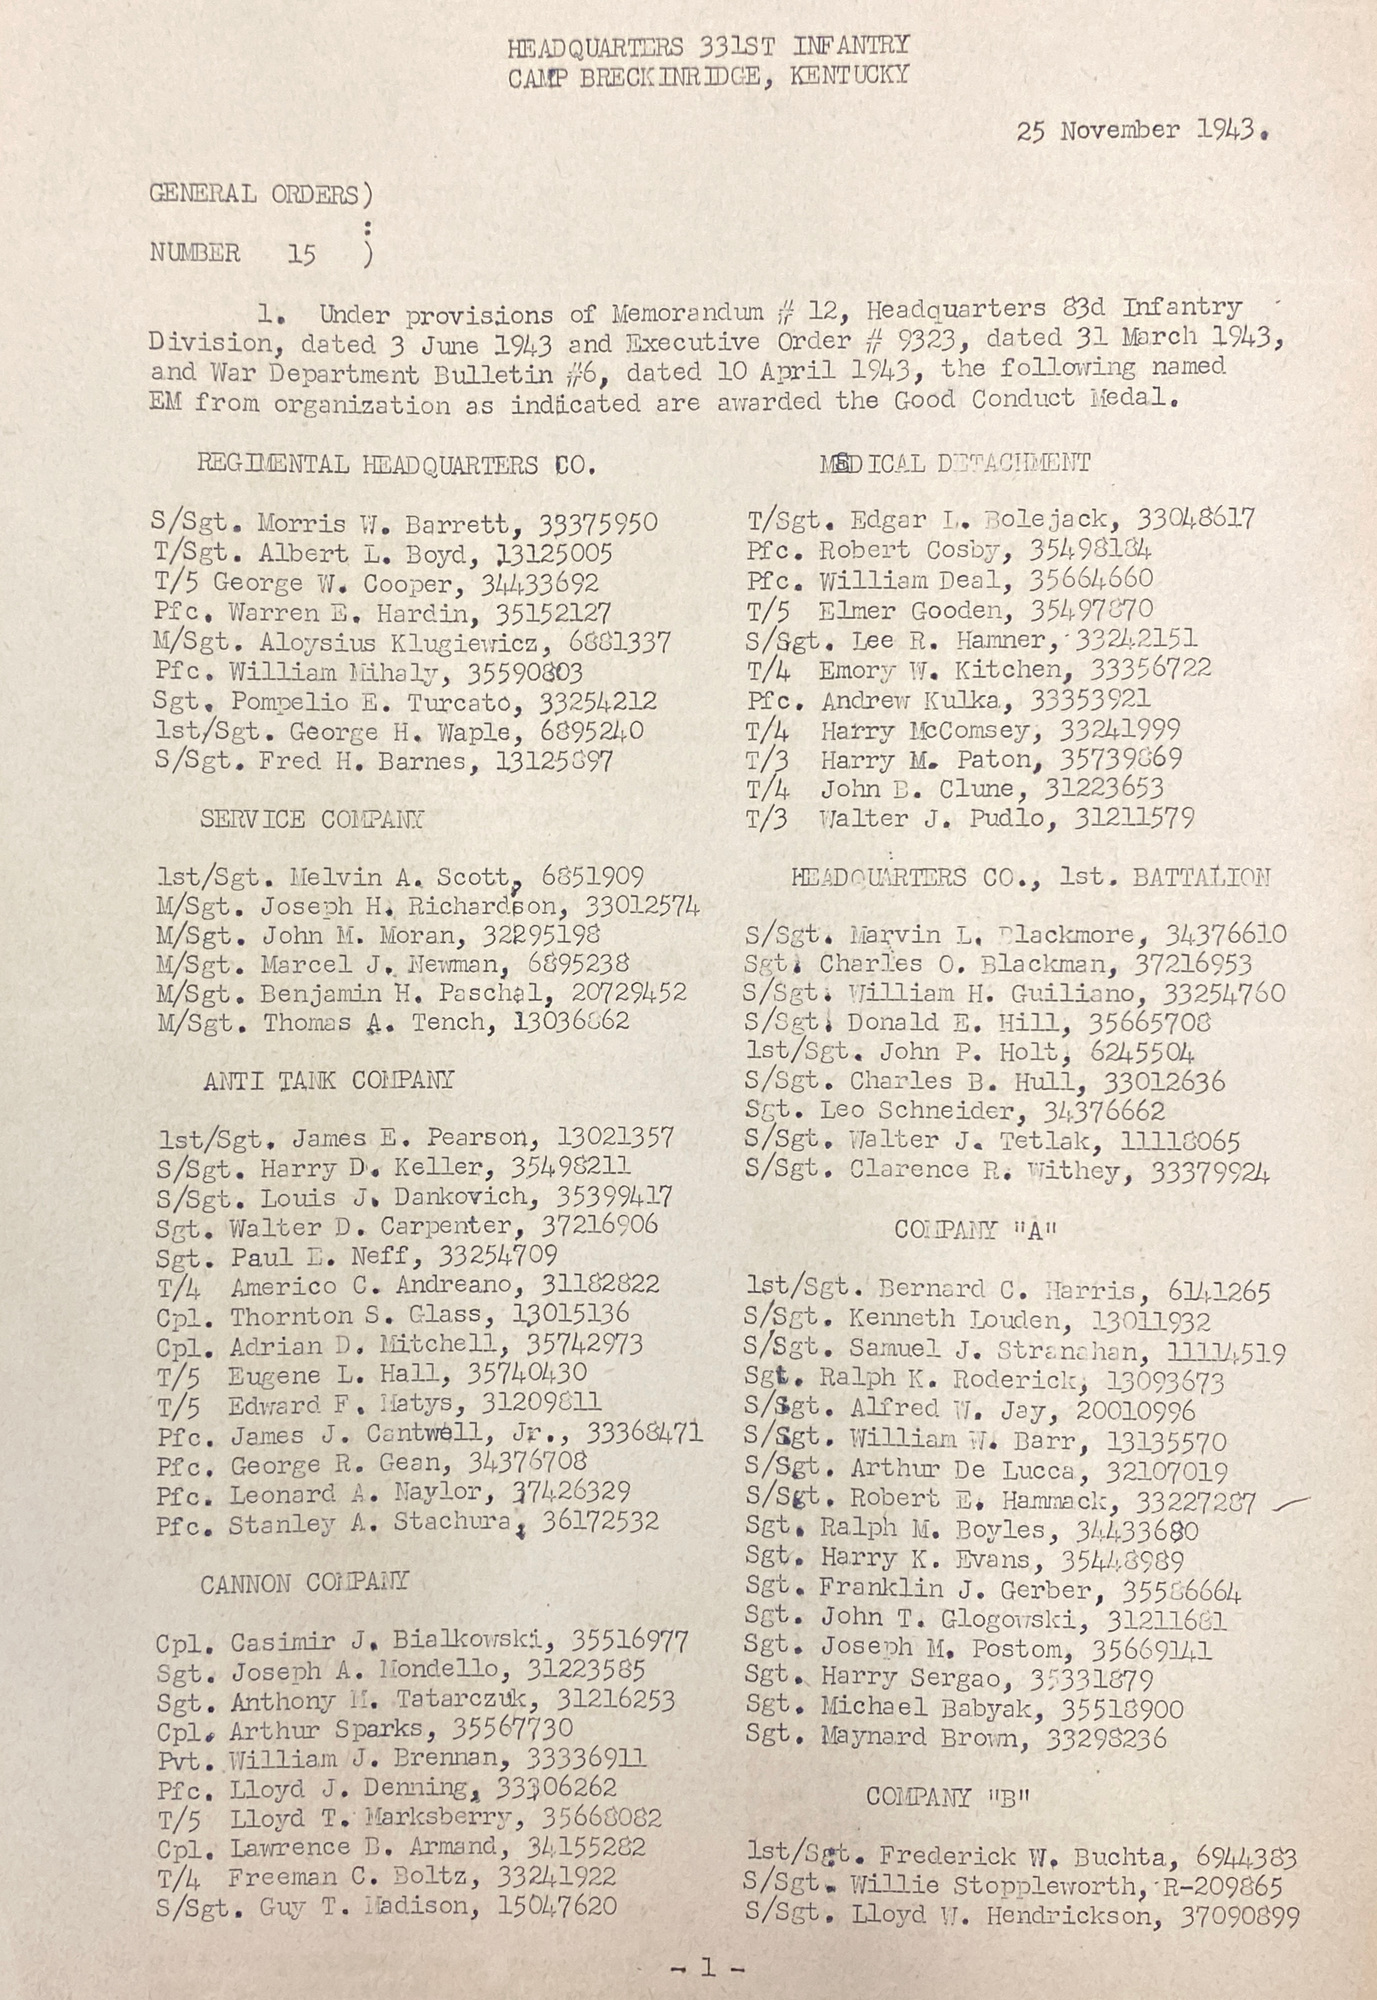 HEADQUARTERS 331ST INFANTRY
CAMP BRECKINRIDGE, KENTUCKY
25 November 1943.
GENERAL ORDERS)
:
NUMBER 15 )
1. Under provisions of Memorandum # 12, Headquarters 83d Infantry
Division, dated 3 June 1943 and Executive Order # 9323, dated 31 March 1943,
and War Department Bulletin #6, dated 10 April 1943, the following named
EM from organization as indicated are awarded the Good Conduct Medal.
REGIMENTAL HEADQUARTERS CO.
S/Sgt. Morris W. Barrett, 33375950
T/Sgt. Albert L. Boyd, 13125005
T/5 George W. Cooper, 34433692
Pfc. Warren E. Hardin, 35152127
M/Sgt. Aloysius Klugiewicz, 6881337
Pfc. William Mihaly, 35590803
Sgt. Pompelio E. Turcato, 33254212
1st/Sgt. George H. Waple, 6895240
S/Sgt. Fred H. Barnes, 13125897
SERVICE COMPANY
1st/Sgt. Melvin A. Scott, 6851909
M/Sgt. Joseph H. Richardson, 33012574
M/Sgt. John M. Moran, 32295198
M/Sgt. Marcel J. Newman, 6895238
M/Sgt. Benjamin H. Paschal, 20729452
M/Sgt. Thomas A. Tench, 13036862
ANTI TANK COMPANY
1st/Sgt. James E. Pearson, 13021357
S/Sgt. Harry D. Keller, 35498211
S/Sgt. Louis J. Dankovich, 35399417
Sgt. Walter D. Carpenter, 37216906
Sgt. Paul E. Neff, 33254709
T/4 Americo C. Andreano, 31182822
Cpl. Thornton S. Glass, 13015136
Cpl. Adrian D. Mitchell, 35742973
T/5 Eugene L. Hall, 35740430
T/5 Edward F. Matys, 31209811
Pfc. James J. Cantwell, Jr., 33368471
Pfc. George R. Gean, 34376708
Pfc. Leonard A. Naylor, 37426329
Pfc. Stanley A. Stachura, 36172532
CANNON COMPANY
Cpl. Casimir J. Bialkowski, 35516977
Sgt. Joseph A. Mondello, 31223585
Sgt. Anthony M. Tatarczuk, 31216253
Cpl. Arthur Sparks, 35567730
Pvt. William J. Brennan, 33336911
Pfc. Lloyd J. Denning, 33306262
T/5 Lloyd T. Marksberry, 35668082
Cpl. Lawrence B. Armand, 34155282
T/4 Freeman C. Boltz, 33241922
S/Sgt. Guy T. Madison, 15047620
MEDICAL DETACHMENT
T/Sgt. Edgar L. Bolejack, 33048617
Pfc. Robert Cosby, 35498184
Pfc. William Deal, 35664660
T/5 Elmer Gooden, 35497870
S/Sgt. Lee R. Hamner, 33242151
T/4 Emory W. Kitchen, 33356722
Pfc. Andrew Kulka, 33353921
T/4 Harry McComsey, 33241999
T/3 Harry M. Paton, 35739869
T/4 John B. Clune, 31223653
T/3 Walter J. Pudlo, 31211579
HEADQUARTERS CO., 1st. BATTALION
S/Sgt. Marvin L. Blackmore, 34376610
Sgt. Charles O. Blackman, 37216953
S/Sgt. William H. Guiliano, 33254760
S/Sgt. Donald E. Hill, 35665708
1st/Sgt. John P. Holt, 6245504
S/Sgt. Charles B. Hull, 33012636
Sgt. Leo Schneider, 34376662
S/Sgt. Walter J. Tetlak, 11118065
S/Sgt. Clarence R. Withey, 33379924
COMPANY "A"
1st/Sgt. Bernard C. Harris, 6141265
S/Sgt. Kenneth Louden, 13011932
S/Sgt. Samuel J. Stranahan, 11114519
Sgt. Ralph K. Roderick, 13093673
S/Sgt. Alfred W. Jay, 20010996
S/Sgt. William W. Barr, 13135570
S/Sgt. Arthur De Lucca, 32107019
S/Sgt. Robert E. Hammack, 33227287
Sgt. Ralph M. Boyles, 34433680
Sgt. Harry K. Evans, 35448989
Sgt. Franklin J. Gerber, 35586664
Sgt. John T. Glogowski, 31211681
Sgt. Joseph M. Postom, 35669141
Sgt. Harry Sergao, 35331879
Sgt. Michael Babyak, 35518900
Sgt. Maynard Brown, 33298236
COMPANY "B"
1st/Sgt. Frederick W. Buchta, 6944383
S/Sgt. Willie Stoppleworth, R-209865
S/Sgt. Lloyd W. Hendrickson, 37090899
- 1 -